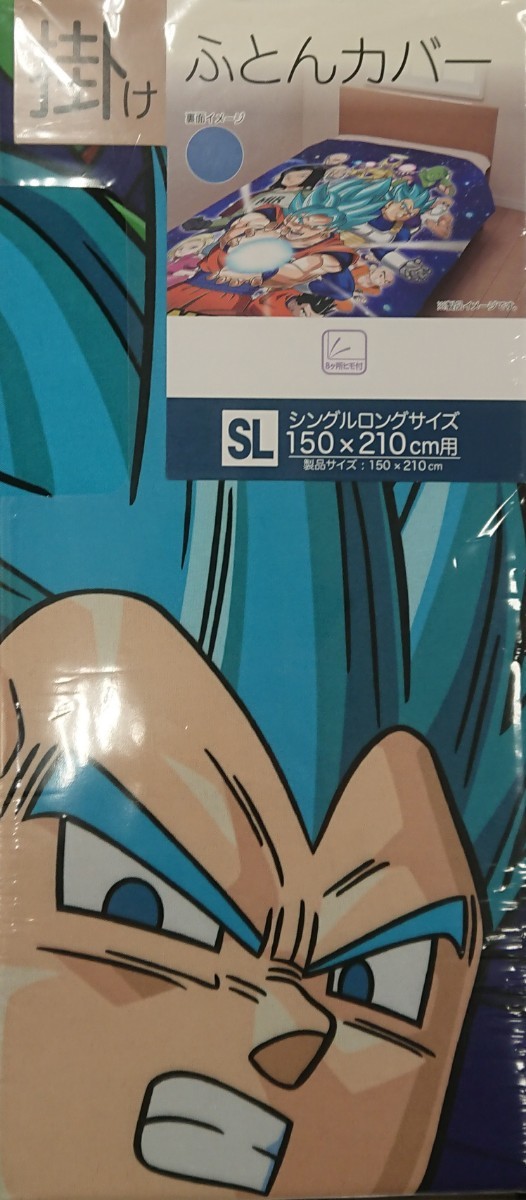 掛け
ふとんカバー
裏面イメージ
※製品イメージです。
8ヶ所ヒモ付
SL
シングルロングサイズ
150×210cm用
製品サイズ：150×210cm